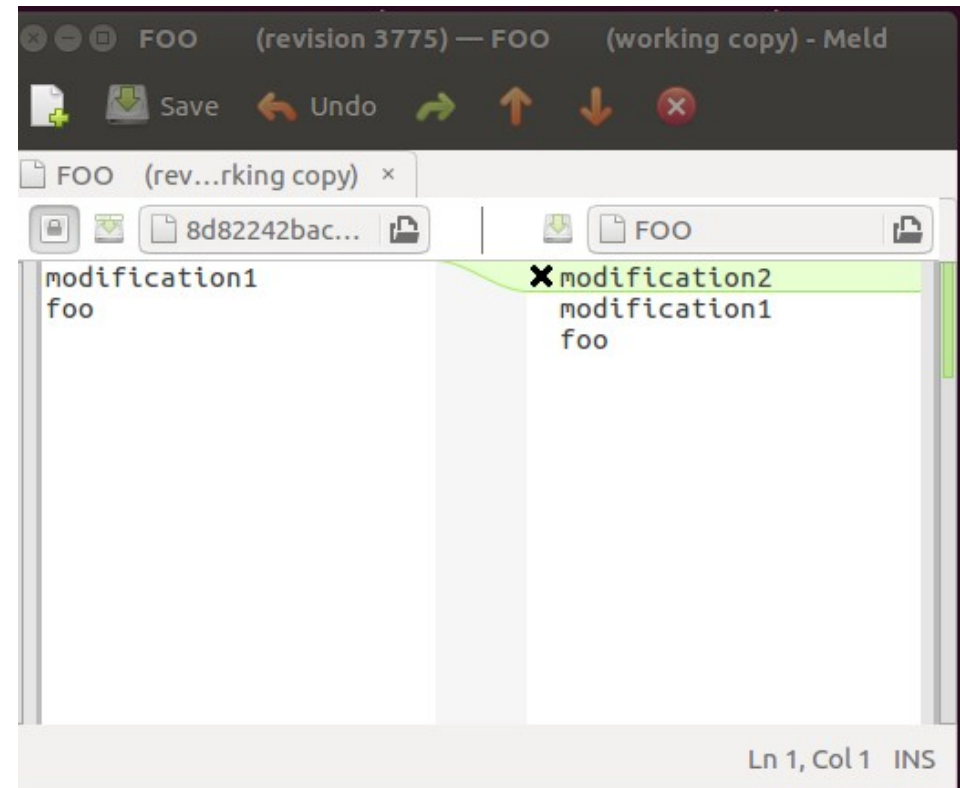 FOO (revision 3775) — FOO (working copy) - Meld
Save Undo
FOO (rev...rking copy) ×
8d82242bac... FOO
modification1 modification2
foo modification1
foo
Ln 1, Col 1 INS